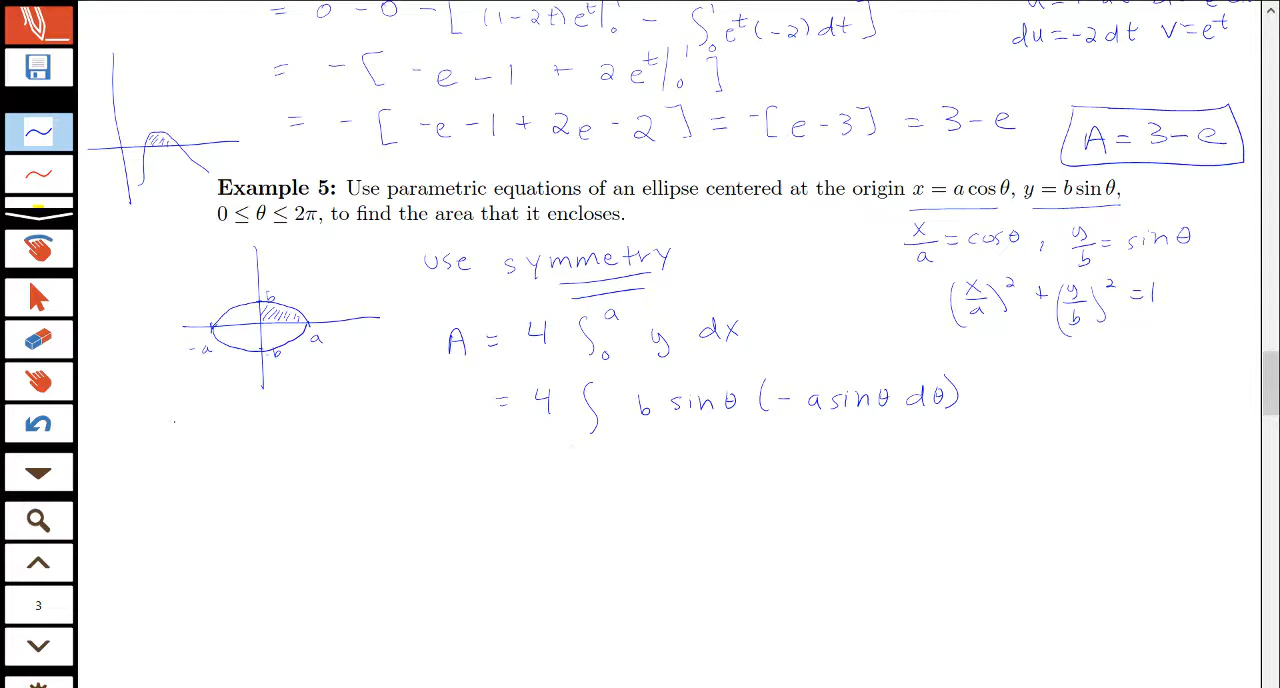 = 0 - 0 - [ (1-2t)e^t |_0^1 - ∫_0^1 e^t (-2) dt ]
du = -2dt v = e^t
= - [ -e - 1 + 2e^t |_0^1 ]
= - [ -e - 1 + 2e - 2 ] = -[e - 3] = 3 - e
A = 3 - e
Example 5: Use parametric equations of an ellipse centered at the origin x = a cos θ, y = b sin θ,
0 ≤ θ ≤ 2π, to find the area that it encloses.
x/a = cos θ , y/b = sin θ
use symmetry
(x/a)^2 + (y/b)^2 = 1
b
-a a
-b
A = 4 ∫_0^a y dx
= 4 ∫ b sin θ (- a sin θ dθ)
3